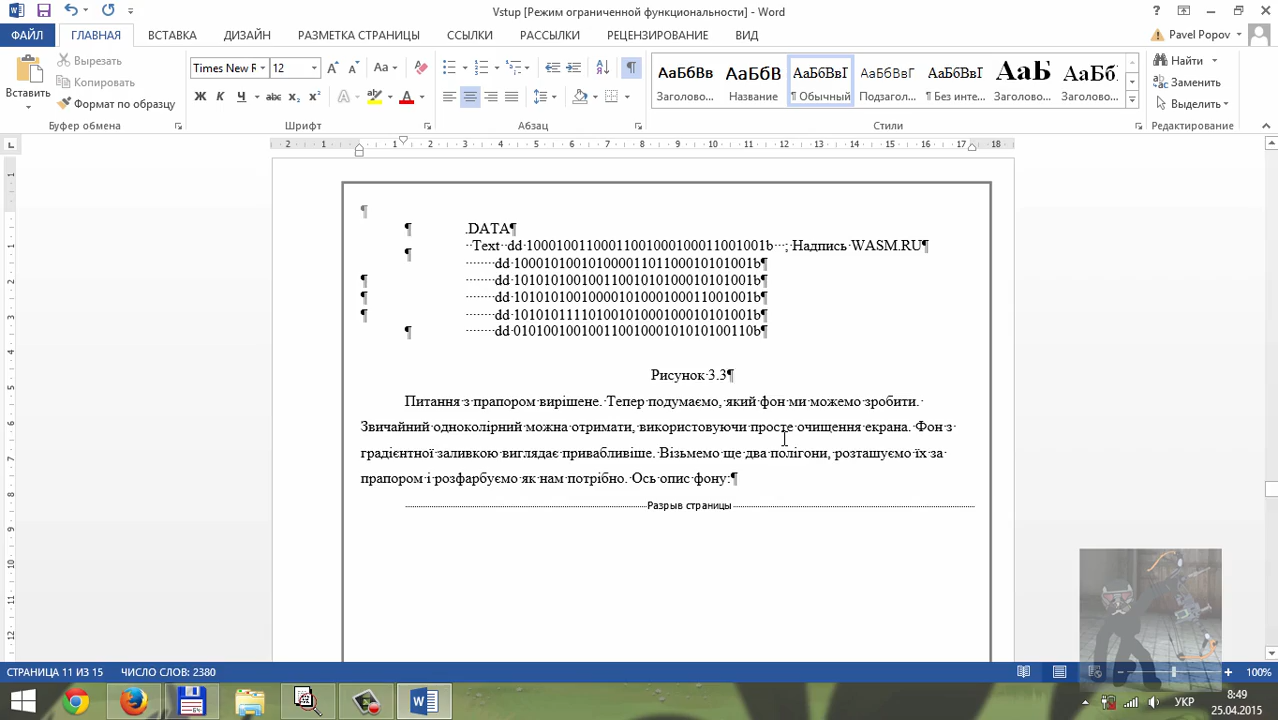 Vstup [Режим ограниченной функциональности] - Word
ФАЙЛ ГЛАВНАЯ ВСТАВКА ДИЗАЙН РАЗМЕТКА СТРАНИЦЫ ССЫЛКИ РАССЫЛКИ РЕЦЕНЗИРОВАНИЕ ВИД Pavel Popov
Вставить
Вырезать
Копировать
Формат по образцу
Буфер обмена
Times New R 12
Ж К Ч abc x₂ x²
Шрифт
Абзац
АаБбВв АаБбВ АаБбВвГ АаБбВвГ АаБбВв АаБ АаБб
Заголово... Название ¶ Обычный Подзагол... ¶ Без инте... Заголово... Заголово...
Стили
Найти
Заменить
Выделить
Редактирование
.DATA¶
Text dd 10001001100011001000100011001001b ; Надпись WASM.RU¶
dd 10001010010100001101100010101001b¶
dd 10101010010011001010100010101001b¶
dd 10101010010000101000100011001001b¶
dd 10101011110100101000100010101001b¶
dd 01010010010011001000101010100110b¶
Рисунок 3.3¶
Питання з прапором вирішене. Тепер подумаємо, який фон ми можемо зробити.
Звичайний одноколірний можна отримати, використовуючи просте очищення екрана. Фон з
градієнтної заливкою виглядає привабливіше. Візьмемо ще два полігони, розташуємо їх за
прапором і розфарбуємо як нам потрібно. Ось опис фону:¶
Разрыв страницы
СТРАНИЦА 11 ИЗ 15 ЧИСЛО СЛОВ: 2380 100%
УКР
8:49
25.04.2015